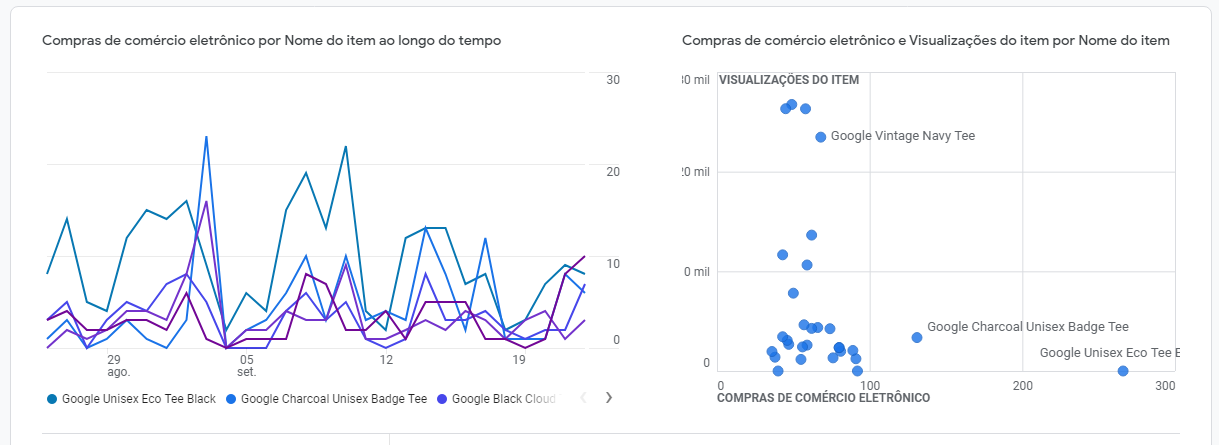 Compras de comércio eletrônico por Nome do item ao longo do tempo
30
20
10
0
29
ago.
05
set.
12
19
Google Unisex Eco Tee Black
Google Charcoal Unisex Badge Tee
Google Black Cloud
Compras de comércio eletrônico e Visualizações do item por Nome do item
0 mil
VISUALIZAÇÕES DO ITEM
Google Vintage Navy Tee
20 mil
0 mil
Google Charcoal Unisex Badge Tee
Google Unisex Eco Tee
0
0
100
200
300
COMPRAS DE COMÉRCIO ELETRÔNICO